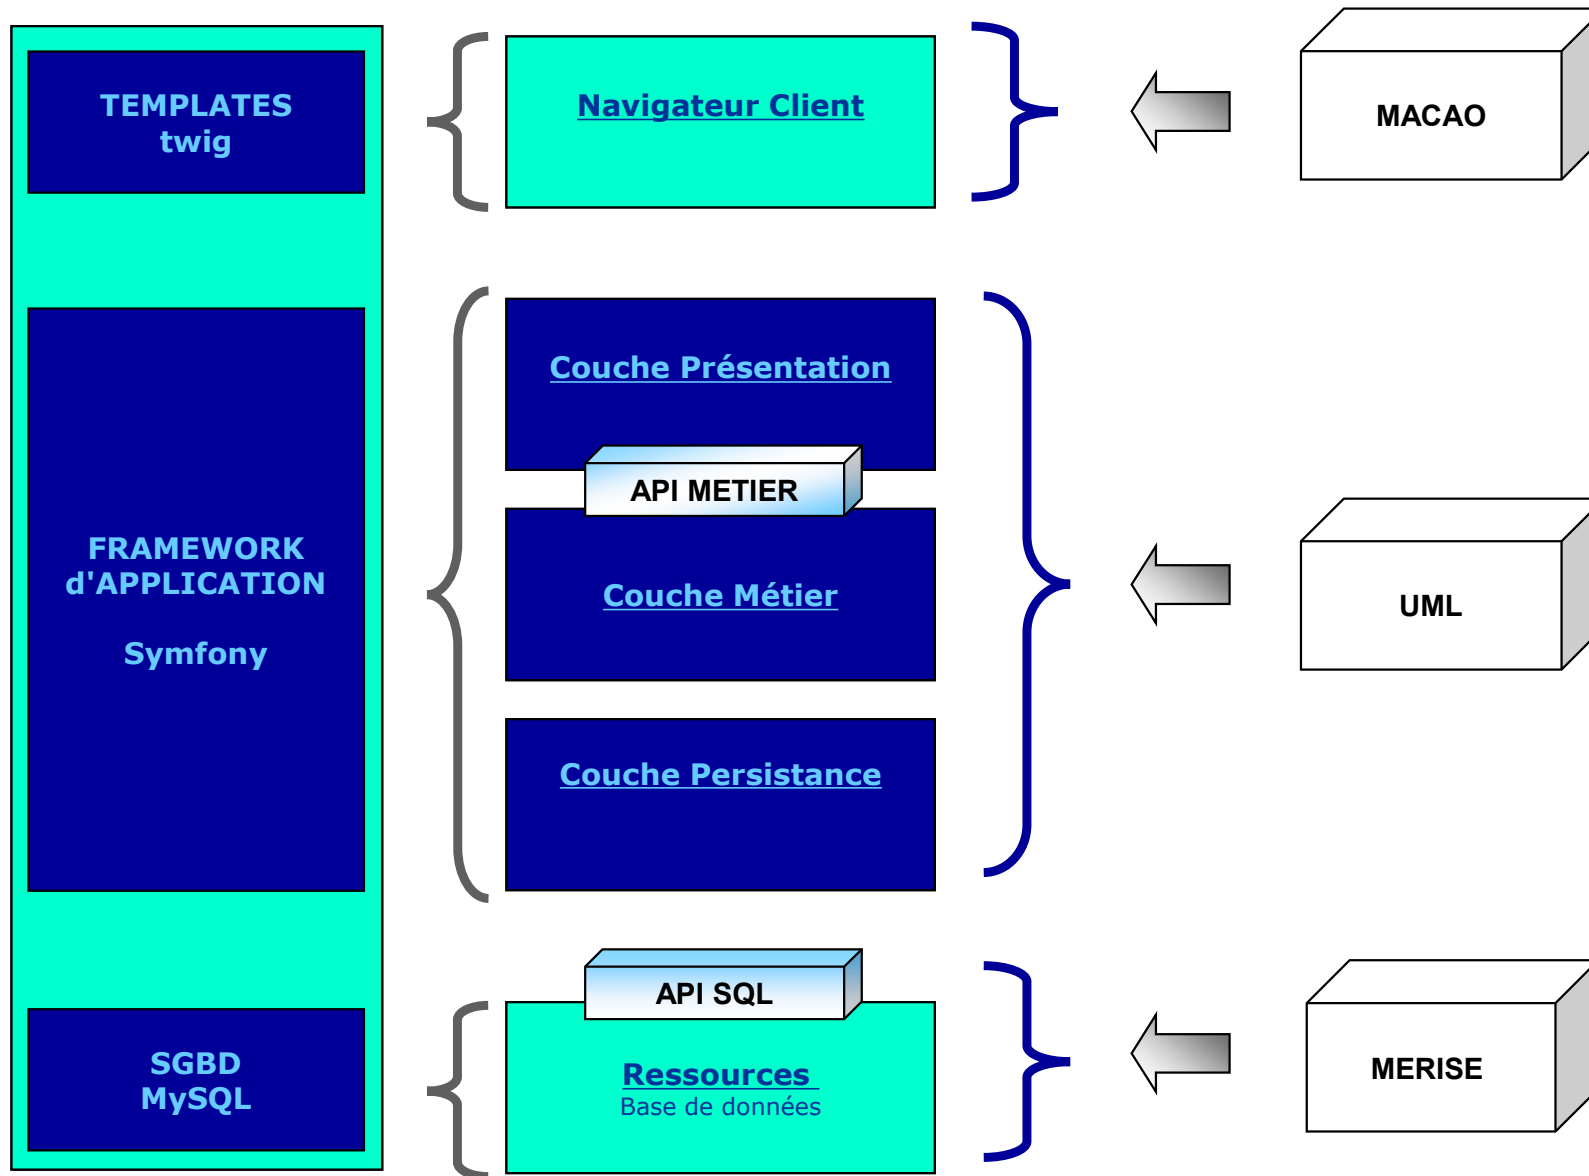 TEMPLATES
twig
Navigateur Client
MACAO
FRAMEWORK
d'APPLICATION
Symfony
Couche Présentation
API METIER
Couche Métier
Couche Persistance
UML
SGBD
MySQL
API SQL
Ressources
Base de données
MERISE